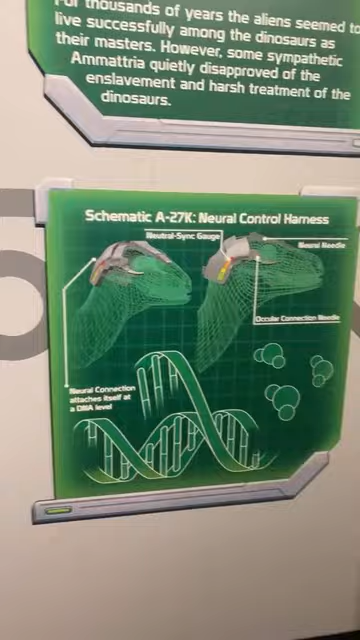 For thousands of years the aliens seemed to
live successfully among the dinosaurs as
their masters. However, some sympathetic
Ammattria quietly disapproved of the
enslavement and harsh treatment of the
dinosaurs.
Schematic A-27K: Neural Control Harness
Neutral-Sync Gauge
Neural Needle
Occular Connection Needle
Neural Connection
attaches itself at
a DNA level